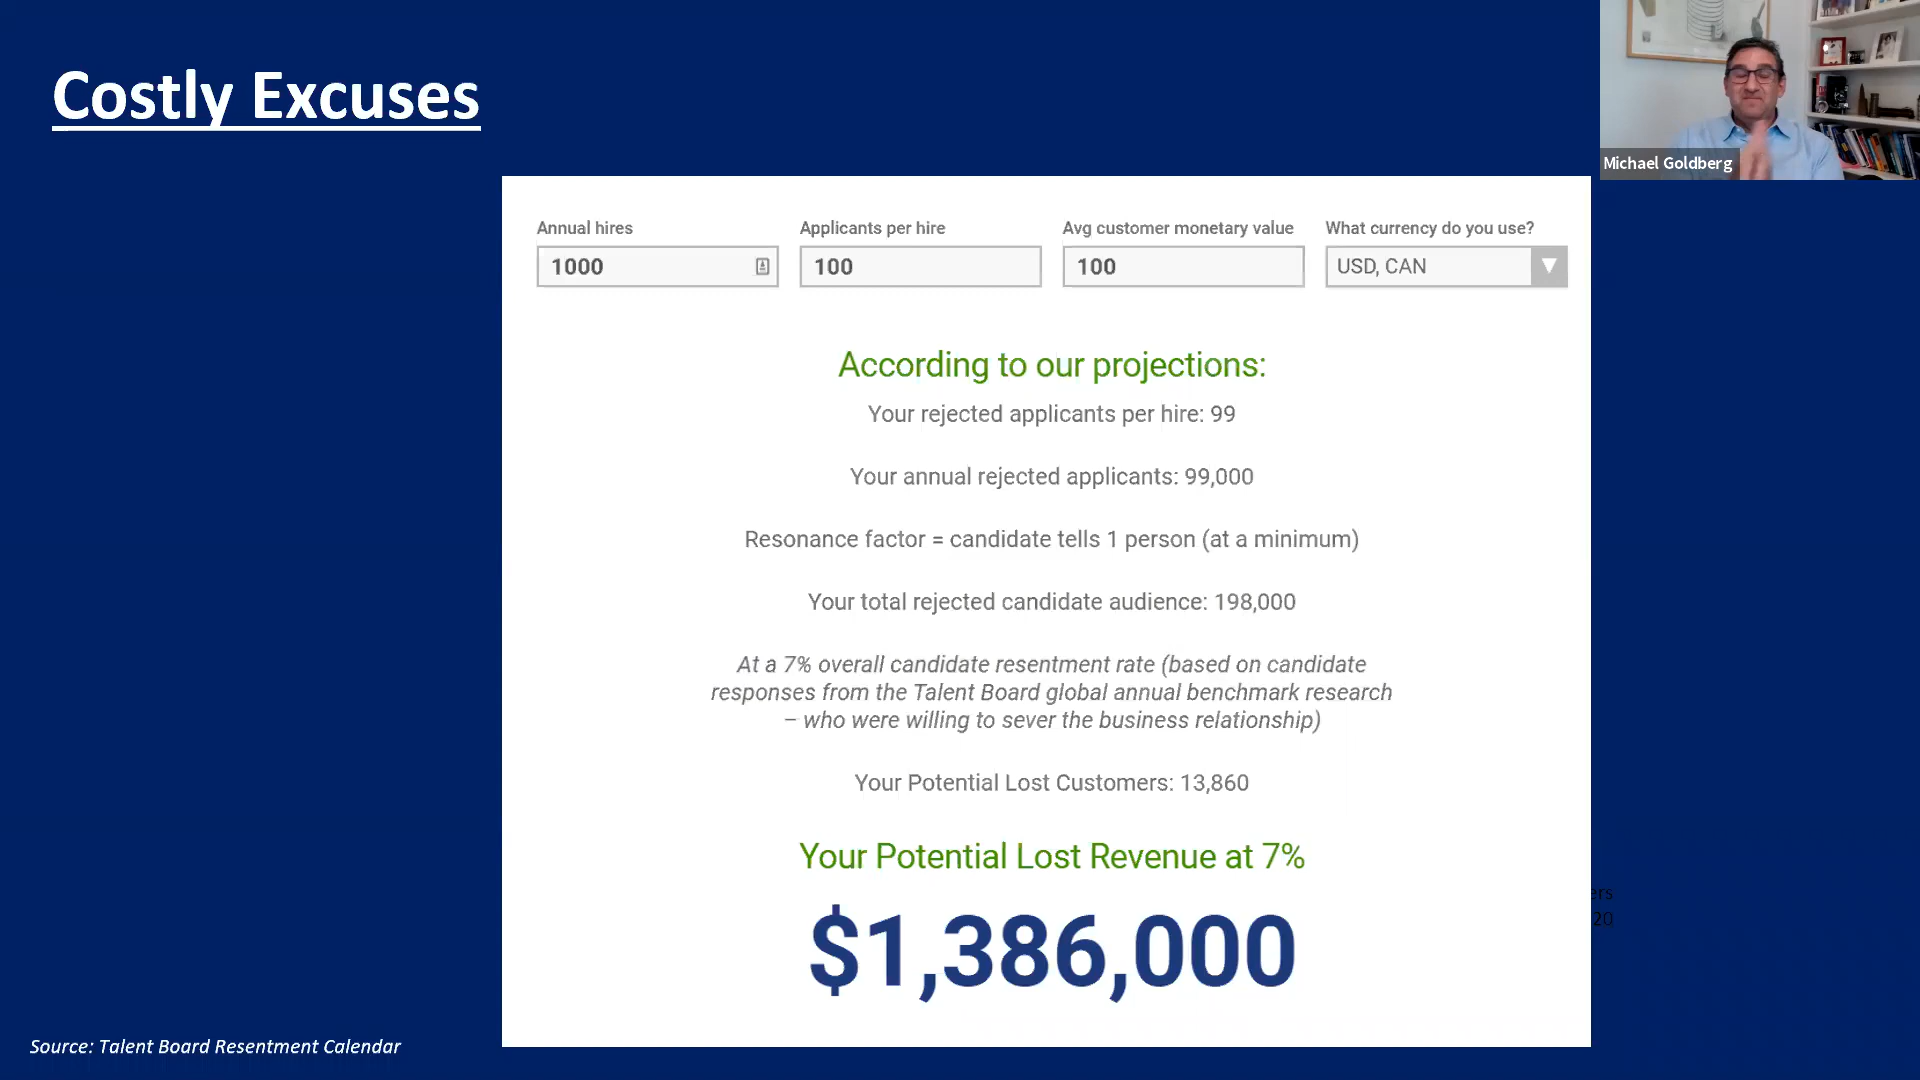 Costly Excuses
Michael Goldberg
Annual hires
1000
Applicants per hire
100
Avg customer monetary value
100
What currency do you use?
USD, CAN
According to our projections:
Your rejected applicants per hire: 99
Your annual rejected applicants: 99,000
Resonance factor = candidate tells 1 person (at a minimum)
Your total rejected candidate audience: 198,000
At a 7% overall candidate resentment rate (based on candidate
responses from the Talent Board global annual benchmark research
– who were willing to sever the business relationship)
Your Potential Lost Customers: 13,860
Your Potential Lost Revenue at 7%
$1,386,000
ers
20
Source: Talent Board Resentment Calendar